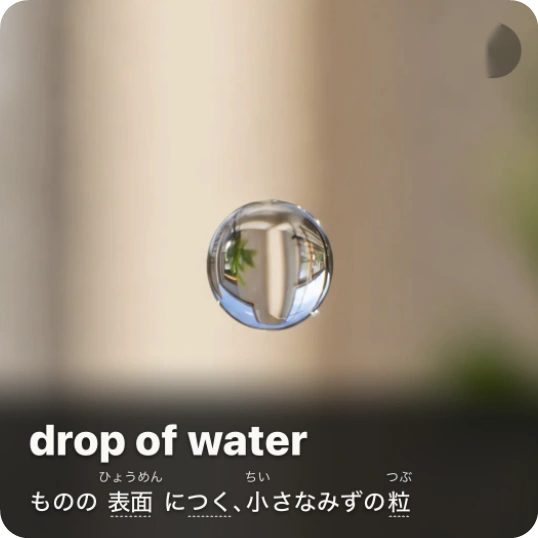 drop of water
ひょうめん ちい つぶ
ものの 表面 につく、小さなみずの粒